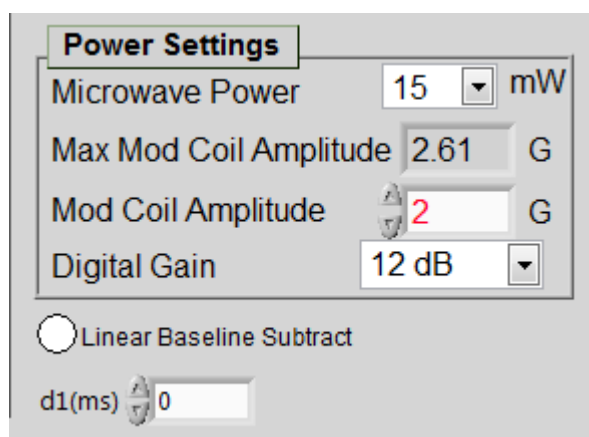 Power Settings
Microwave Power 15 mW
Max Mod Coil Amplitude 2.61 G
Mod Coil Amplitude 2 G
Digital Gain 12 dB
Linear Baseline Subtract
d1(ms) 0